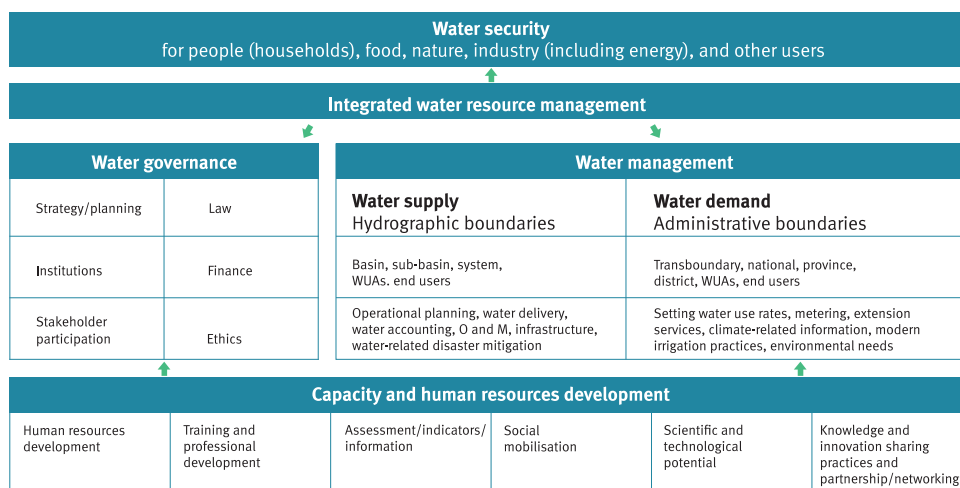 Water security
for people (households), food, nature, industry (including energy), and other users
Integrated water resource management
Water governance
Strategy/planning
Law
Institutions
Finance
Stakeholder
participation
Ethics
Water management
Water supply
Hydrographic boundaries
Water demand
Administrative boundaries
Basin, sub-basin, system,
WUAs. end users
Transboundary, national, province,
district, WUAs, end users
Operational planning, water delivery,
water accounting, O and M, infrastructure,
water-related disaster mitigation
Setting water use rates, metering, extension
services, climate-related information, modern
irrigation practices, environmental needs
Capacity and human resources development
Human resources
development
Training and
professional
development
Assessment/indicators/
information
Social
mobilisation
Scientific and
technological
potential
Knowledge and
innovation sharing
practices and
partnership/networking